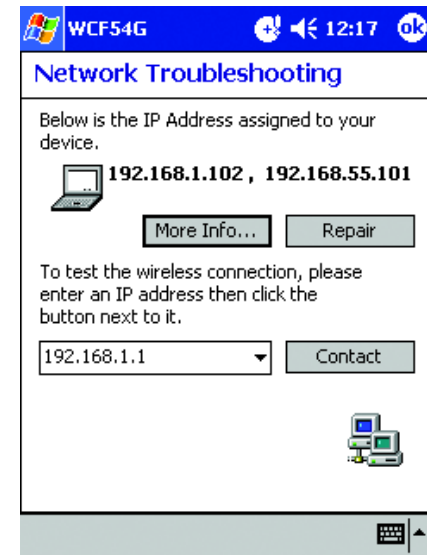 WCF54G 12:17 ok
Network Troubleshooting
Below is the IP Address assigned to your
device.
192.168.1.102 , 192.168.55.101
More Info... Repair
To test the wireless connection, please
enter an IP address then click the
button next to it.
192.168.1.1 Contact